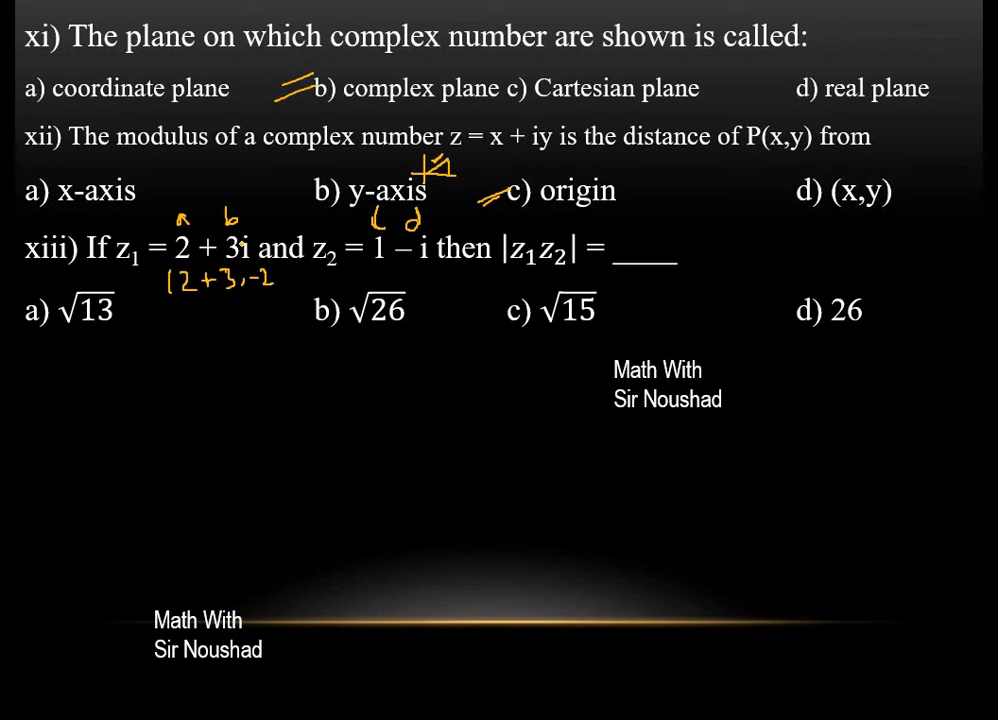 xi) The plane on which complex number are shown is called:
a) coordinate plane b) complex plane c) Cartesian plane d) real plane
xii) The modulus of a complex number z = x + iy is the distance of P(x,y) from
a) x-axis b) y-axis c) origin d) (x,y)
a b c d
xiii) If z₁ = 2 + 3i and z₂ = 1 – i then |z₁z₂| = ____
(2+3,-2
a) √13 b) √26 c) √15 d) 26
Math With
Sir Noushad
Math With
Sir Noushad